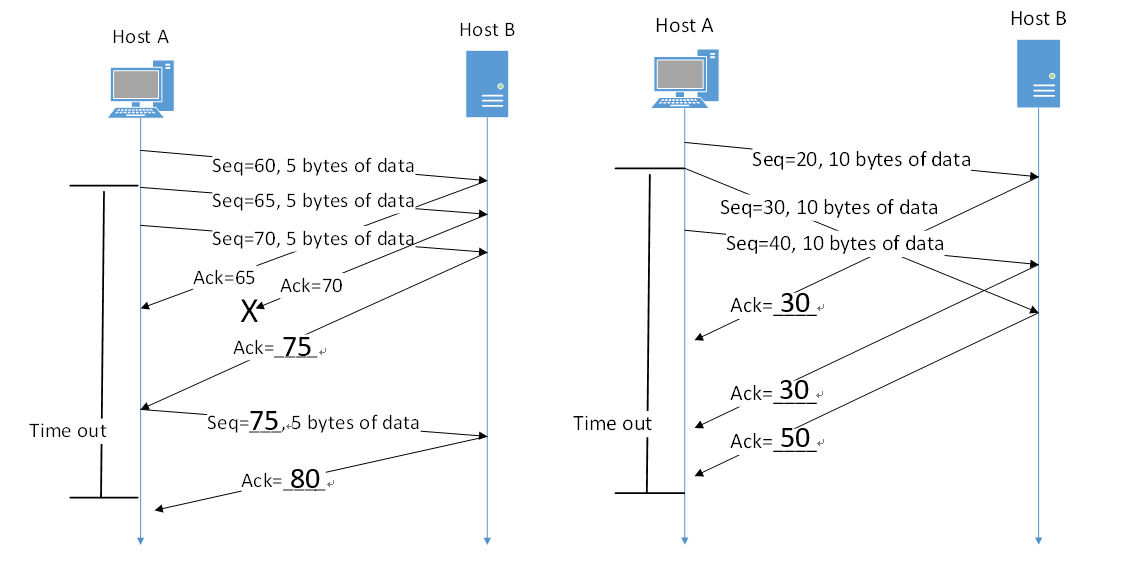 Host A
Host B
Seq=60, 5 bytes of data
Seq=65, 5 bytes of data
Seq=70, 5 bytes of data
Ack=65
Ack=70
X
Ack=75
Seq=75, 5 bytes of data
Time out
Ack=80
Host A
Host B
Seq=20, 10 bytes of data
Seq=30, 10 bytes of data
Seq=40, 10 bytes of data
Ack=30
Ack=30
Time out
Ack=50